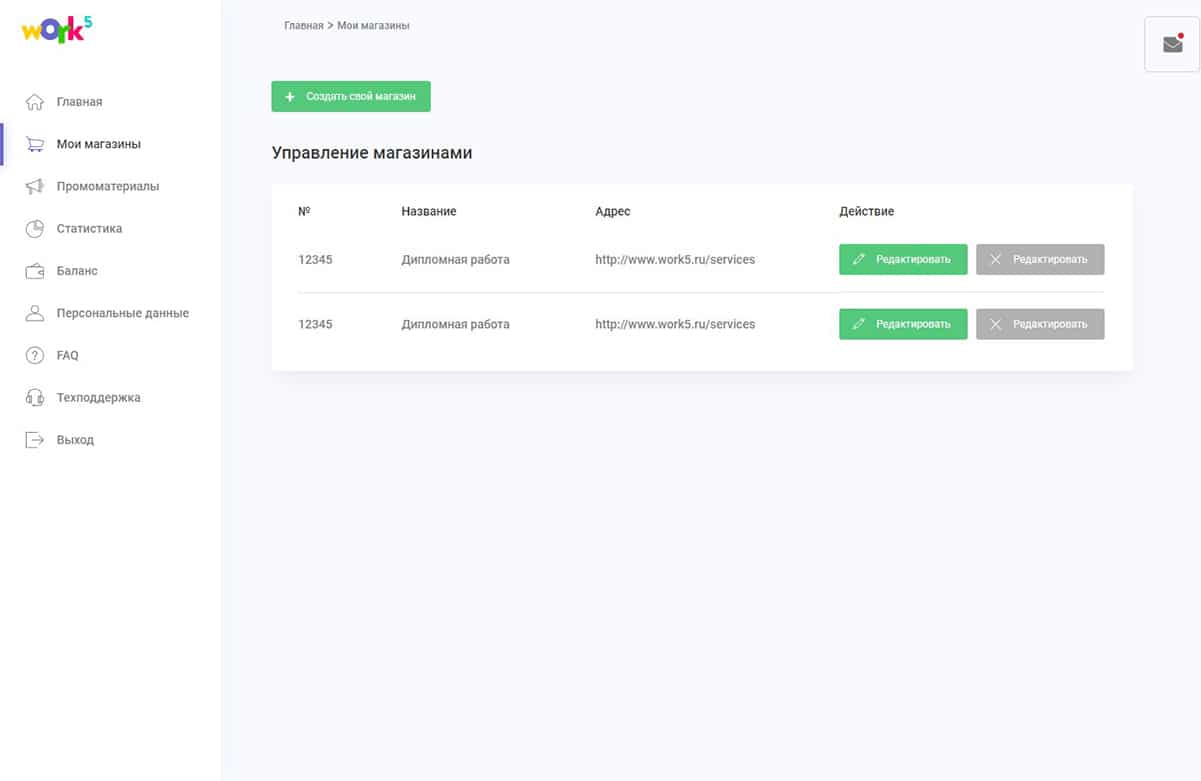 work5
Главная
Мои магазины
Промоматериалы
Статистика
Баланс
Персональные данные
FAQ
Техподдержка
Выход
Главная > Мои магазины
+ Создать свой магазин
Управление магазинами
№ Название Адрес Действие
12345 Дипломная работа http://www.work5.ru/services Редактировать Редактировать
12345 Дипломная работа http://www.work5.ru/services Редактировать Редактировать